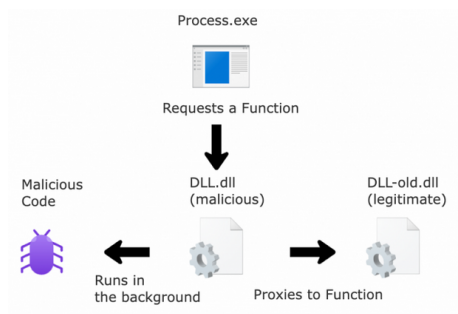 Process.exe
Requests a Function
Malicious
Code
DLL.dll
(malicious)
DLL-old.dll
(legitimate)
Runs in
the background
Proxies to Function